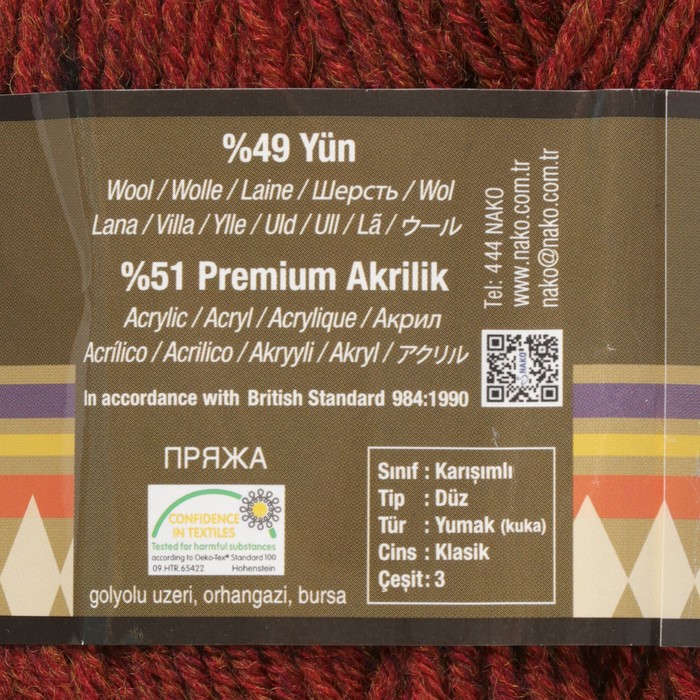 %49 Yün
Wool / Wolle / Laine / Шерсть / Wol
Lana / Villa / Ylle / Uld / Ull / Lã / ウール
%51 Premium Akrilik
Acrylic / Acryl / Acrylique / Акрил
Acrílico / Acrilico / Akryyli / Akryl / アクリル
In accordance with British Standard 984:1990
Tel: 444 NAKO
www.nako.com.tr
nako@nako.com.tr
NAKO
ПРЯЖА
CONFIDENCE
IN TEXTILES
Tested for harmful substances
according to Oeko-Tex® Standard 100
09.HTR.65422 Hohenstein
golyolu uzeri, orhangazi, bursa
Sınıf : Karışımlı
Tip : Düz
Tür : Yumak (kuka)
Cins : Klasik
Çeşit : 3